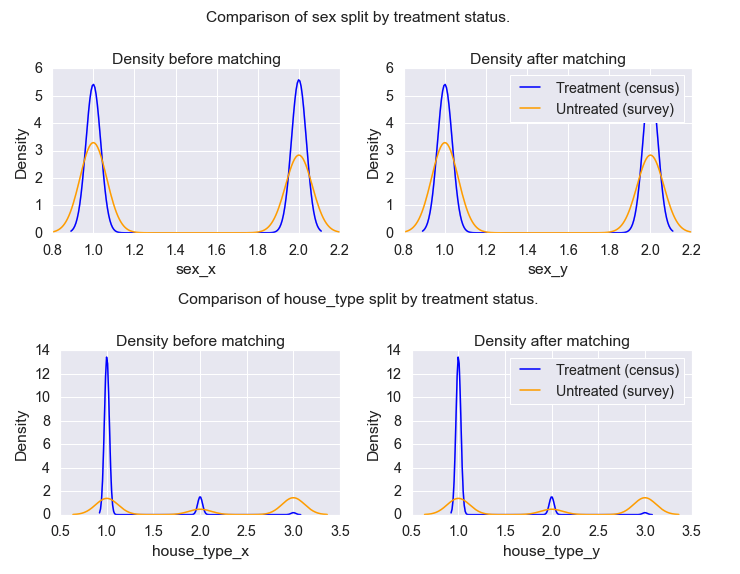 Comparison of sex split by treatment status.
Density before matching
Density after matching
6
5
4
3
2
1
0
Density
0.8 1.0 1.2 1.4 1.6 1.8 2.0 2.2
sex_x
6
5
4
3
2
1
0
Density
Treatment (census)
Untreated (survey)
0.8 1.0 1.2 1.4 1.6 1.8 2.0 2.2
sex_y
Comparison of house_type split by treatment status.
Density before matching
Density after matching
14
12
10
8
6
4
2
0
Density
0.5 1.0 1.5 2.0 2.5 3.0 3.5
house_type_x
14
12
10
8
6
4
2
0
Density
Treatment (census)
Untreated (survey)
0.5 1.0 1.5 2.0 2.5 3.0 3.5
house_type_y